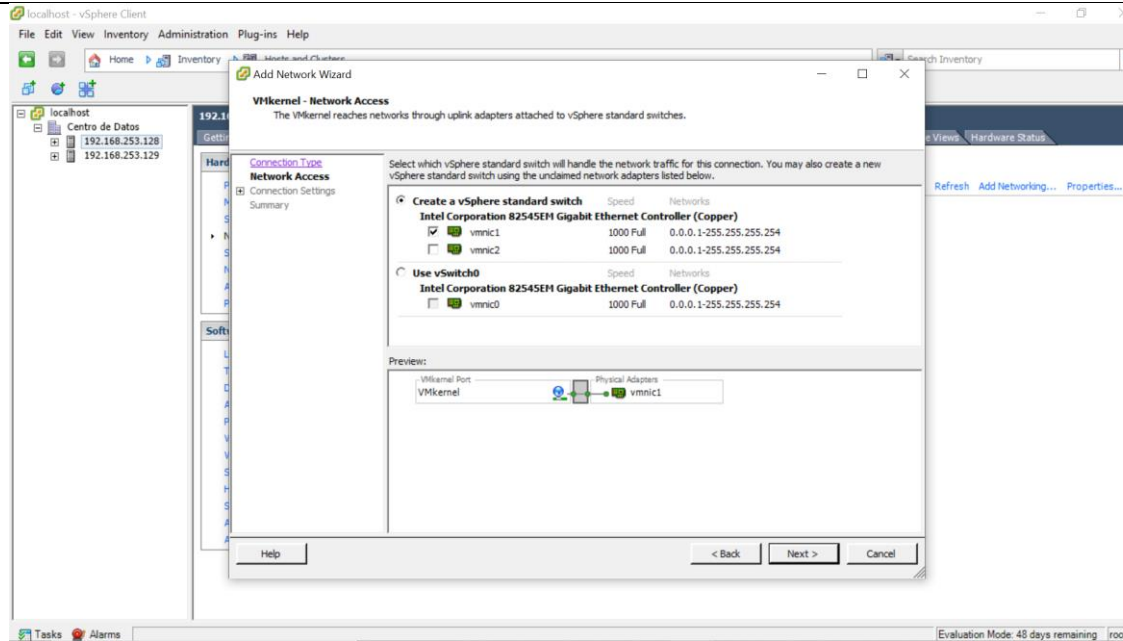 localhost - vSphere Client
File Edit View Inventory Administration Plug-ins Help
Home Inventory Hosts and Clusters
Search Inventory
localhost
Centro de Datos
192.168.253.128
192.168.253.129
Add Network Wizard
VMkernel - Network Access
The VMkernel reaches networks through uplink adapters attached to vSphere standard switches.
Connection Type
Network Access
Connection Settings
Summary
Select which vSphere standard switch will handle the network traffic for this connection. You may also create a new
vSphere standard switch using the unclaimed network adapters listed below.
Create a vSphere standard switch Speed Networks
Intel Corporation 82545EM Gigabit Ethernet Controller (Copper)
vmnic1 1000 Full 0.0.0.1-255.255.255.254
vmnic2 1000 Full 0.0.0.1-255.255.255.254
Use vSwitch0 Speed Networks
Intel Corporation 82545EM Gigabit Ethernet Controller (Copper)
vmnic0 1000 Full 0.0.0.1-255.255.255.254
Preview:
VMkernel Port Physical Adapters
VMkernel vmnic1
Help < Back Next > Cancel
Views Hardware Status
Refresh Add Networking... Properties...
Tasks Alarms
Evaluation Mode: 48 days remaining